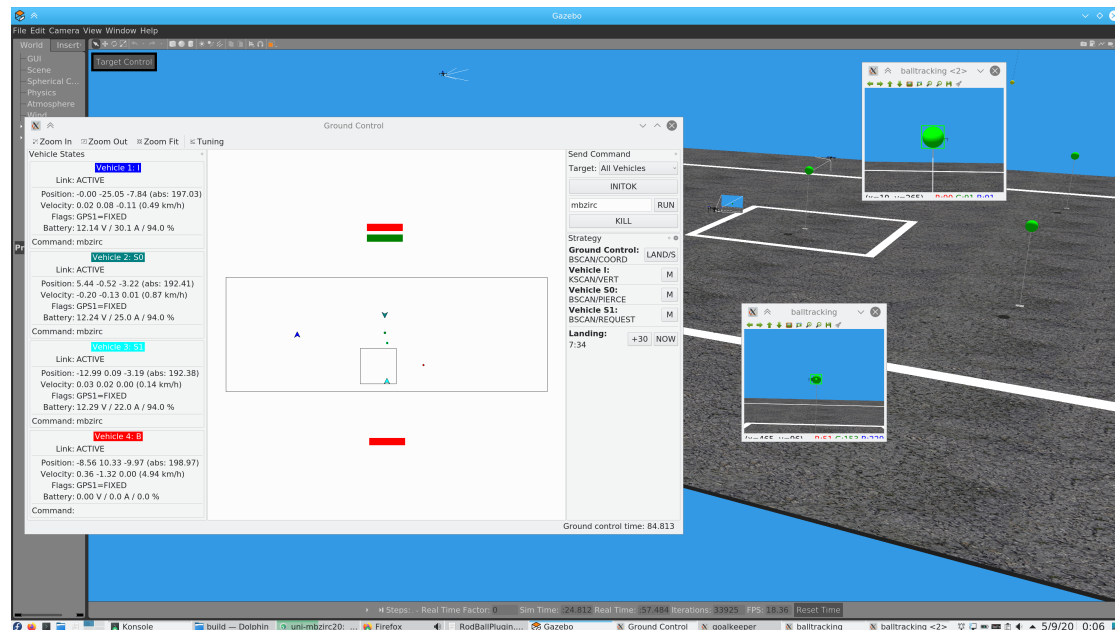 Gazebo
File Edit Camera View Window Help
World Insert
GUI
Scene
Spherical C...
Physics
Atmosphere
Wind
Target Control
balltracking <2>
Ground Control
Zoom In Zoom Out Zoom Fit Tuning
Vehicle States
Vehicle 1: I
Link: ACTIVE
Position: -0.00 -25.05 -7.84 (abs: 197.03)
Velocity: 0.02 0.08 -0.11 (0.49 km/h)
Flags: GPS1=FIXED
Battery: 12.14 V / 30.1 A / 94.0 %
Command: mbzirc
Vehicle 2: S0
Link: ACTIVE
Position: 5.44 -0.52 -3.22 (abs: 192.41)
Velocity: -0.20 -0.13 0.01 (0.87 km/h)
Flags: GPS1=FIXED
Battery: 12.24 V / 25.0 A / 94.0 %
Command: mbzirc
Vehicle 3: S1
Link: ACTIVE
Position: -12.99 0.09 -3.19 (abs: 192.38)
Velocity: 0.03 0.02 0.00 (0.14 km/h)
Flags: GPS1=FIXED
Battery: 12.29 V / 22.0 A / 94.0 %
Command: mbzirc
Vehicle 4: B
Link: ACTIVE
Position: -8.56 10.33 -9.97 (abs: 198.97)
Velocity: 0.36 -1.32 0.00 (4.94 km/h)
Flags: GPS1=FIXED
Battery: 0.00 V / 0.0 A / 0.0 %
Command:
Send Command
Target: All Vehicles
INITOK
mbzirc RUN
KILL
Strategy
Ground Control:
BSCAN/COORD LAND/S
Vehicle I:
KSCAN/VERT M
Vehicle S0:
BSCAN/PIERCE M
Vehicle S1:
BSCAN/REQUEST M
Landing:
7:34 +30 NOW
Ground control time: 84.813
balltracking
Steps: - Real Time Factor: 0 Sim Time: :24.812 Real Time: :57.484 Iterations: 33925 FPS: 18.36 Reset Time
Konsole build — Dolphin uni-mbzirc20: ... Firefox RodBallPlugin.... Gazebo Ground Control goalkeeper balltracking balltracking <2> 5/9/20 0:06